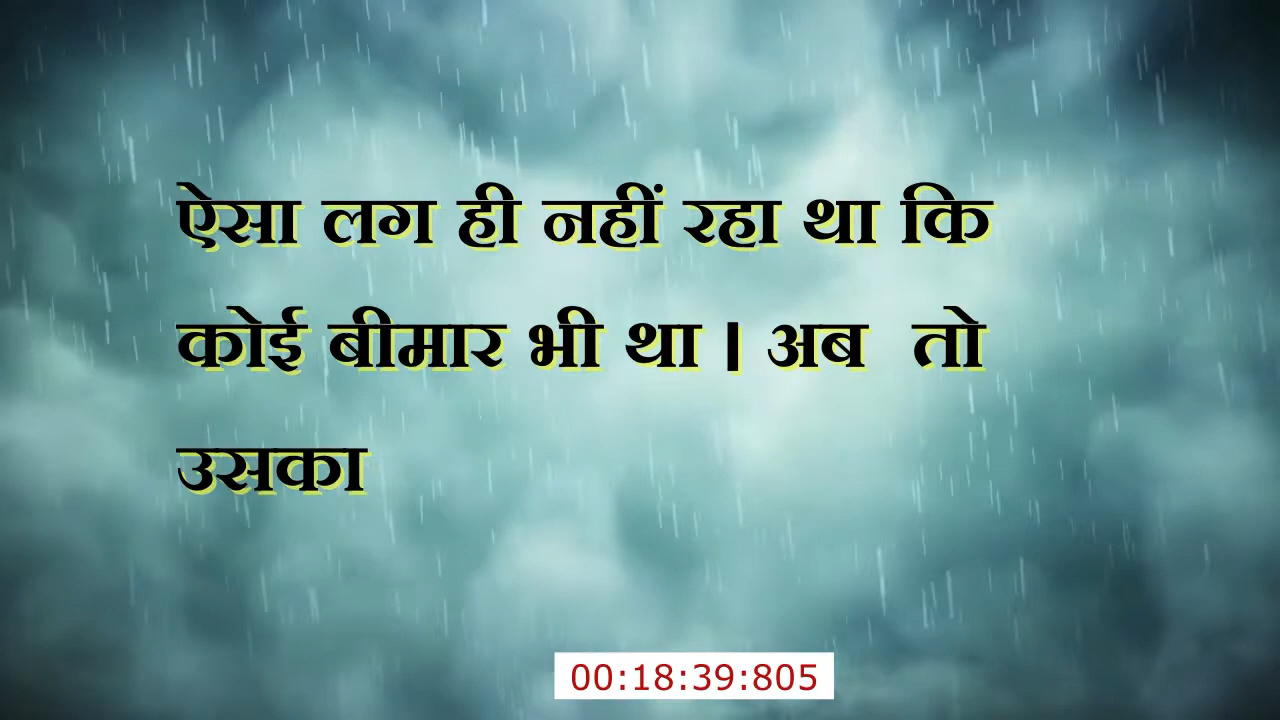 ऐसा लग ही नहीं रहा था कि
कोई बीमार भी था । अब  तो
उसका
00:18:39:805